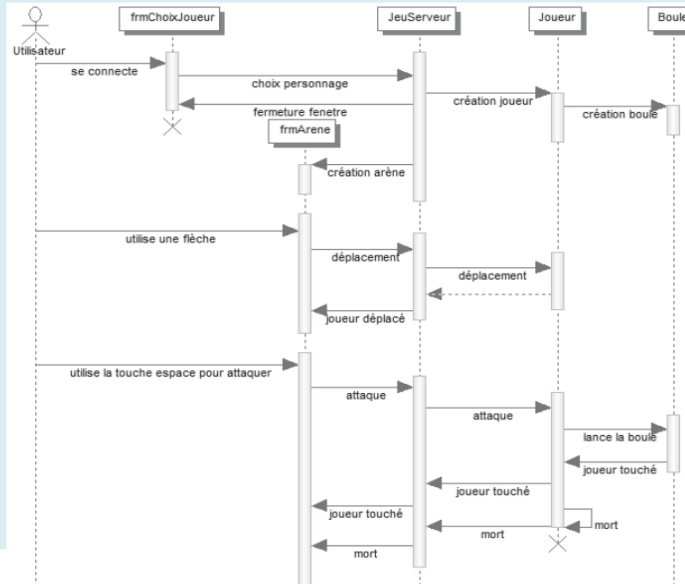 frmChoixJoueur
JeuServeur
Joueur
Boule
Utilisateur
se connecte
choix personnage
création joueur
création boule
fermeture fenetre
frmArene
création arène
utilise une flèche
déplacement
déplacement
joueur déplacé
utilise la touche espace pour attaquer
attaque
attaque
lance la boule
joueur touché
joueur touché
joueur touché
mort
mort
mort